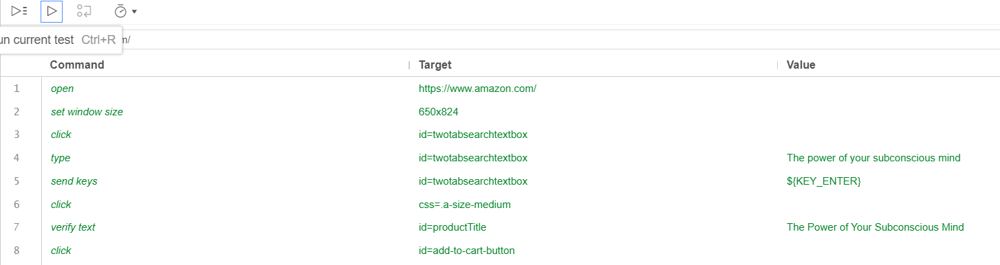 un current test Ctrl+R m/
Command Target Value
1 open https://www.amazon.com/
2 set window size 650x824
3 click id=twotabsearchtextbox
4 type id=twotabsearchtextbox The power of your subconscious mind
5 send keys id=twotabsearchtextbox ${KEY_ENTER}
6 click css=.a-size-medium
7 verify text id=productTitle The Power of Your Subconscious Mind
8 click id=add-to-cart-button